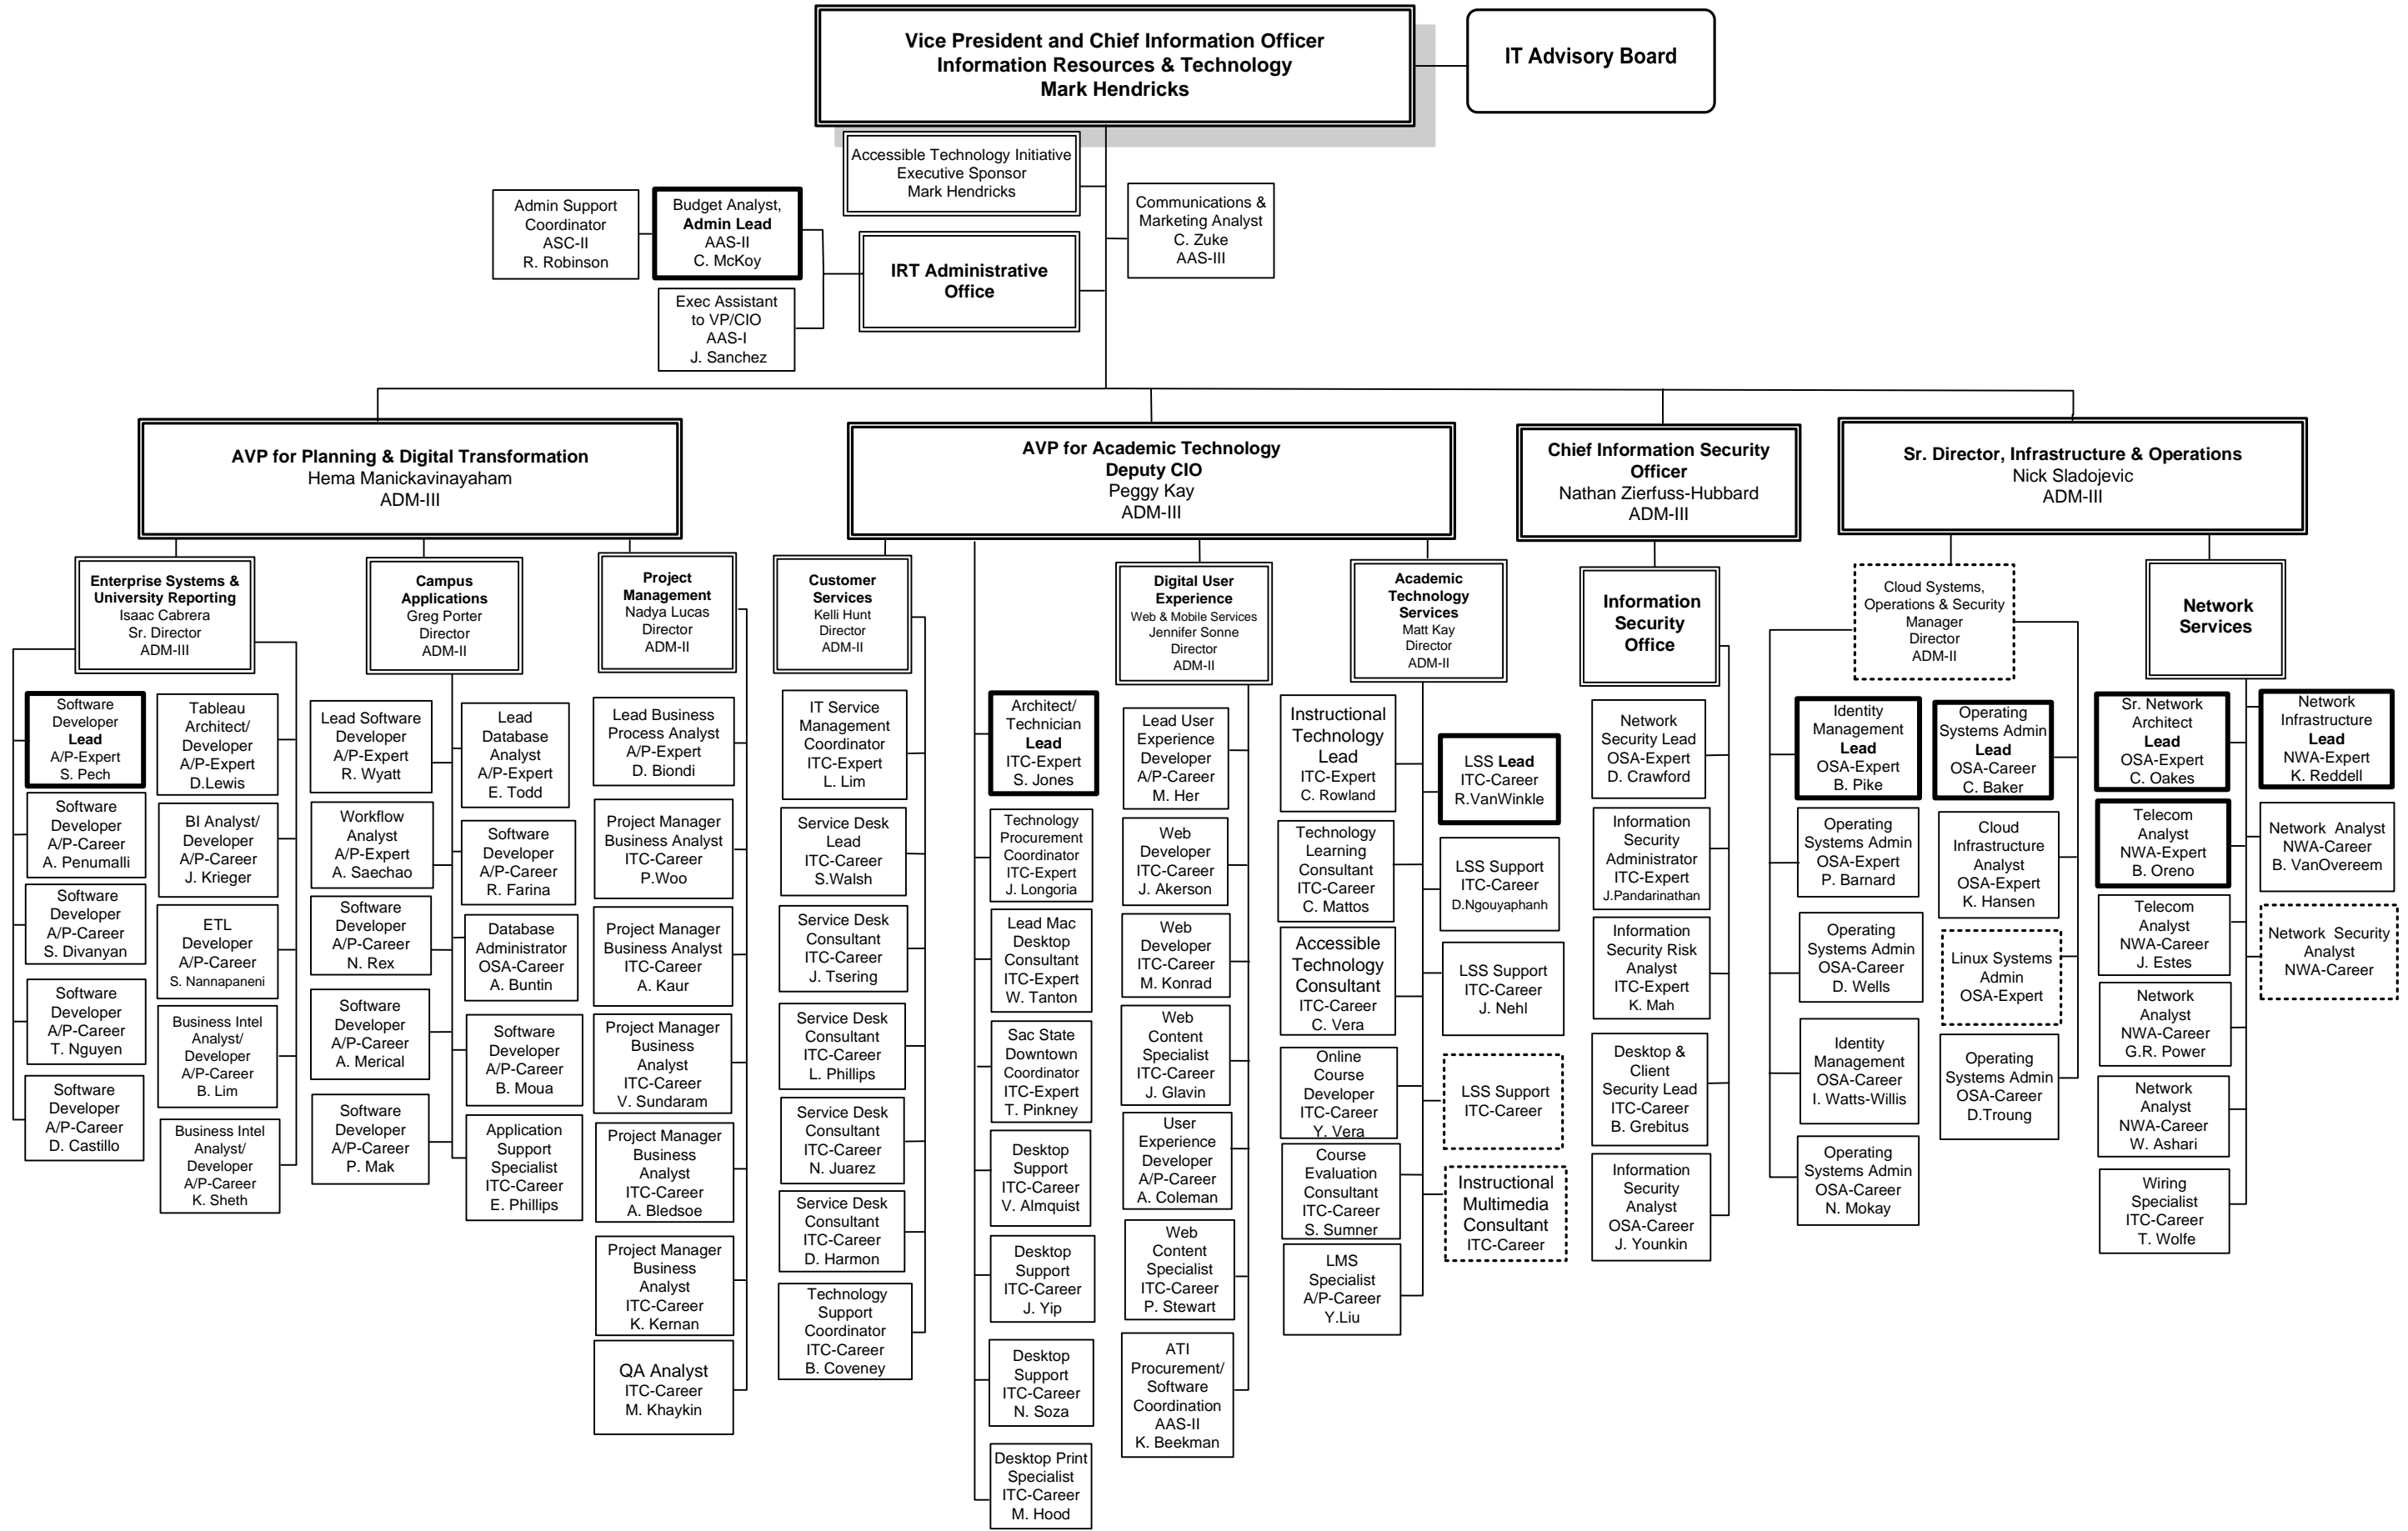 Vice President and Chief Information Officer
Information Resources & Technology
Mark Hendricks
IT Advisory Board
Accessible Technology Initiative
Executive Sponsor
Mark Hendricks
Admin Support
Coordinator
ASC-II
R. Robinson
Budget Analyst,
Admin Lead
AAS-II
C. McKoy
Communications &
Marketing Analyst
C. Zuke
AAS-III
IRT Administrative
Office
Exec Assistant
to VP/CIO
AAS-I
J. Sanchez
AVP for Planning & Digital Transformation
Hema Manickavinayaham
ADM-III
AVP for Academic Technology
Deputy CIO
Peggy Kay
ADM-III
Chief Information Security
Officer
Nathan Zierfuss-Hubbard
ADM-III
Sr. Director, Infrastructure & Operations
Nick Sladojevic
ADM-III
Enterprise Systems &
University Reporting
Isaac Cabrera
Sr. Director
ADM-III
Software
Developer
Lead
A/P-Expert
S. Pech
Software
Developer
A/P-Career
A. Penumalli
Software
Developer
A/P-Career
S. Divanyan
Software
Developer
A/P-Career
T. Nguyen
Software
Developer
A/P-Career
D. Castillo
Tableau
Architect/
Developer
A/P-Expert
D.Lewis
BI Analyst/
Developer
A/P-Career
J. Krieger
ETL
Developer
A/P-Career
S. Nannapaneni
Business Intel
Analyst/
Developer
A/P-Career
B. Lim
Business Intel
Analyst/
Developer
A/P-Career
K. Sheth
Campus
Applications
Greg Porter
Director
ADM-II
Lead Software
Developer
A/P-Expert
R. Wyatt
Workflow
Analyst
A/P-Expert
A. Saechao
Software
Developer
A/P-Career
N. Rex
Software
Developer
A/P-Career
A. Merical
Software
Developer
A/P-Career
P. Mak
Lead
Database
Analyst
A/P-Expert
E. Todd
Software
Developer
A/P-Career
R. Farina
Database
Administrator
OSA-Career
A. Buntin
Software
Developer
A/P-Career
B. Moua
Application
Support
Specialist
ITC-Career
E. Phillips
Project
Management
Nadya Lucas
Director
ADM-II
Lead Business
Process Analyst
A/P-Expert
D. Biondi
Project Manager
Business Analyst
ITC-Career
P.Woo
Project Manager
Business Analyst
ITC-Career
A. Kaur
Project Manager
Business
Analyst
ITC-Career
V. Sundaram
Project Manager
Business
Analyst
ITC-Career
A. Bledsoe
Project Manager
Business
Analyst
ITC-Career
K. Kernan
QA Analyst
ITC-Career
M. Khaykin
Customer
Services
Kelli Hunt
Director
ADM-II
IT Service
Management
Coordinator
ITC-Expert
L. Lim
Service Desk
Lead
ITC-Career
S.Walsh
Service Desk
Consultant
ITC-Career
J. Tsering
Service Desk
Consultant
ITC-Career
L. Phillips
Service Desk
Consultant
ITC-Career
N. Juarez
Service Desk
Consultant
ITC-Career
D. Harmon
Technology
Support
Coordinator
ITC-Career
B. Coveney
Architect/
Technician
Lead
ITC-Expert
S. Jones
Technology
Procurement
Coordinator
ITC-Expert
J. Longoria
Lead Mac
Desktop
Consultant
ITC-Expert
W. Tanton
Sac State
Downtown
Coordinator
ITC-Expert
T. Pinkney
Desktop
Support
ITC-Career
V. Almquist
Desktop
Support
ITC-Career
J. Yip
Desktop
Support
ITC-Career
N. Soza
Desktop Print
Specialist
ITC-Career
M. Hood
Digital User
Experience
Web & Mobile Services
Jennifer Sonne
Director
ADM-II
Lead User
Experience
Developer
A/P-Career
M. Her
Web
Developer
ITC-Career
J. Akerson
Web
Developer
ITC-Career
M. Konrad
Web
Content
Specialist
ITC-Career
J. Glavin
User
Experience
Developer
A/P-Career
A. Coleman
Web
Content
Specialist
ITC-Career
P. Stewart
ATI
Procurement/
Software
Coordination
AAS-II
K. Beekman
Academic
Technology
Services
Matt Kay
Director
ADM-II
Instructional
Technology
Lead
ITC-Expert
C. Rowland
Technology
Learning
Consultant
ITC-Career
C. Mattos
Accessible
Technology
Consultant
ITC-Career
C. Vera
Online
Course
Developer
ITC-Career
Y. Vera
Course
Evaluation
Consultant
ITC-Career
S. Sumner
LMS
Specialist
A/P-Career
Y.Liu
LSS Lead
ITC-Career
R.VanWinkle
LSS Support
ITC-Career
D.Ngouyaphanh
LSS Support
ITC-Career
J. Nehl
LSS Support
ITC-Career
Instructional
Multimedia
Consultant
ITC-Career
Information
Security
Office
Network
Security Lead
OSA-Expert
D. Crawford
Information
Security
Administrator
ITC-Expert
J.Pandarinathan
Information
Security Risk
Analyst
ITC-Expert
K. Mah
Desktop &
Client
Security Lead
ITC-Career
B. Grebitus
Information
Security
Analyst
OSA-Career
J. Younkin
Cloud Systems,
Operations & Security
Manager
Director
ADM-II
Identity
Management
Lead
OSA-Expert
B. Pike
Operating
Systems Admin
OSA-Expert
P. Barnard
Operating
Systems Admin
OSA-Career
D. Wells
Identity
Management
OSA-Career
I. Watts-Willis
Operating
Systems Admin
OSA-Career
N. Mokay
Operating
Systems Admin
Lead
OSA-Career
C. Baker
Cloud
Infrastructure
Analyst
OSA-Expert
K. Hansen
Linux Systems
Admin
OSA-Expert
Operating
Systems Admin
OSA-Career
D.Troung
Network
Services
Sr. Network
Architect
Lead
OSA-Expert
C. Oakes
Telecom
Analyst
NWA-Expert
B. Oreno
Telecom
Analyst
NWA-Career
J. Estes
Network
Analyst
NWA-Career
G.R. Power
Network
Analyst
NWA-Career
W. Ashari
Wiring
Specialist
ITC-Career
T. Wolfe
Network
Infrastructure
Lead
NWA-Expert
K. Reddell
Network Analyst
NWA-Career
B. VanOvereem
Network Security
Analyst
NWA-Career